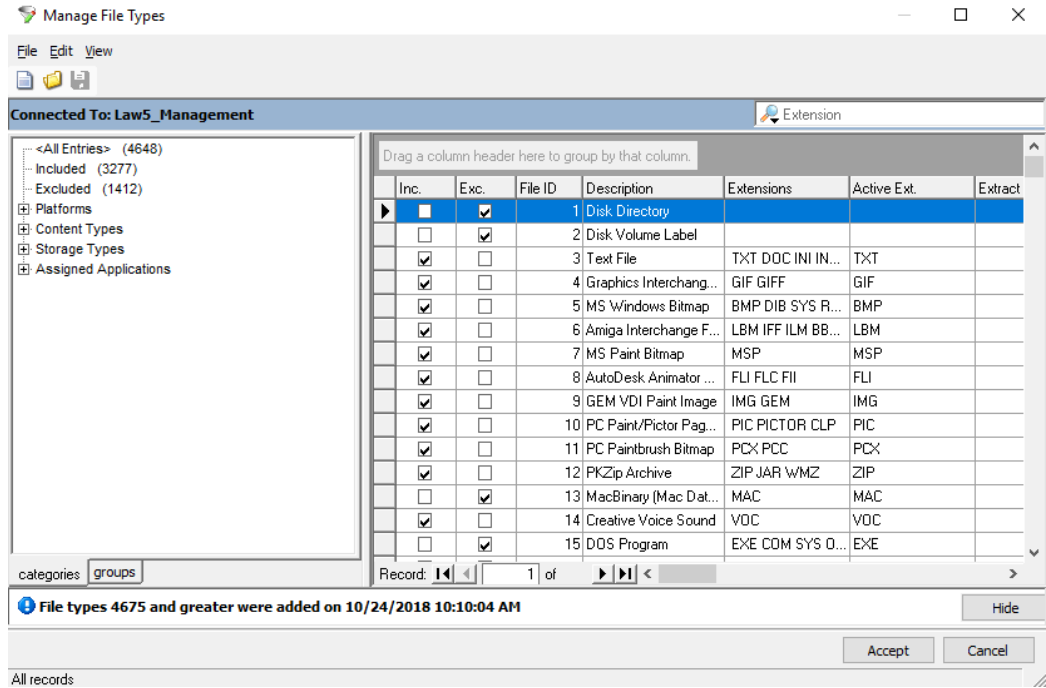 Manage File Types
File Edit View
Connected To: Law5_Management
Extension
<All Entries> (4648)
Included (3277)
Excluded (1412)
Platforms
Content Types
Storage Types
Assigned Applications
categories groups
Drag a column header here to group by that column.
Inc. Exc. File ID Description Extensions Active Ext. Extract
1 Disk Directory
2 Disk Volume Label
3 Text File TXT DOC INI IN... TXT
4 Graphics Interchang... GIF GIFF GIF
5 MS Windows Bitmap BMP DIB SYS R... BMP
6 Amiga Interchange F... LBM IFF ILM BB... LBM
7 MS Paint Bitmap MSP MSP
8 AutoDesk Animator ... FLI FLC FII FLI
9 GEM VDI Paint Image IMG GEM IMG
10 PC Paint/Pictor Pag... PIC PICTOR CLP PIC
11 PC Paintbrush Bitmap PCX PCC PCX
12 PKZip Archive ZIP JAR WMZ ZIP
13 MacBinary (Mac Dat... MAC MAC
14 Creative Voice Sound VOC VOC
15 DOS Program EXE COM SYS O... EXE
Record: 1 of
File types 4675 and greater were added on 10/24/2018 10:10:04 AM
Hide
Accept Cancel
All records